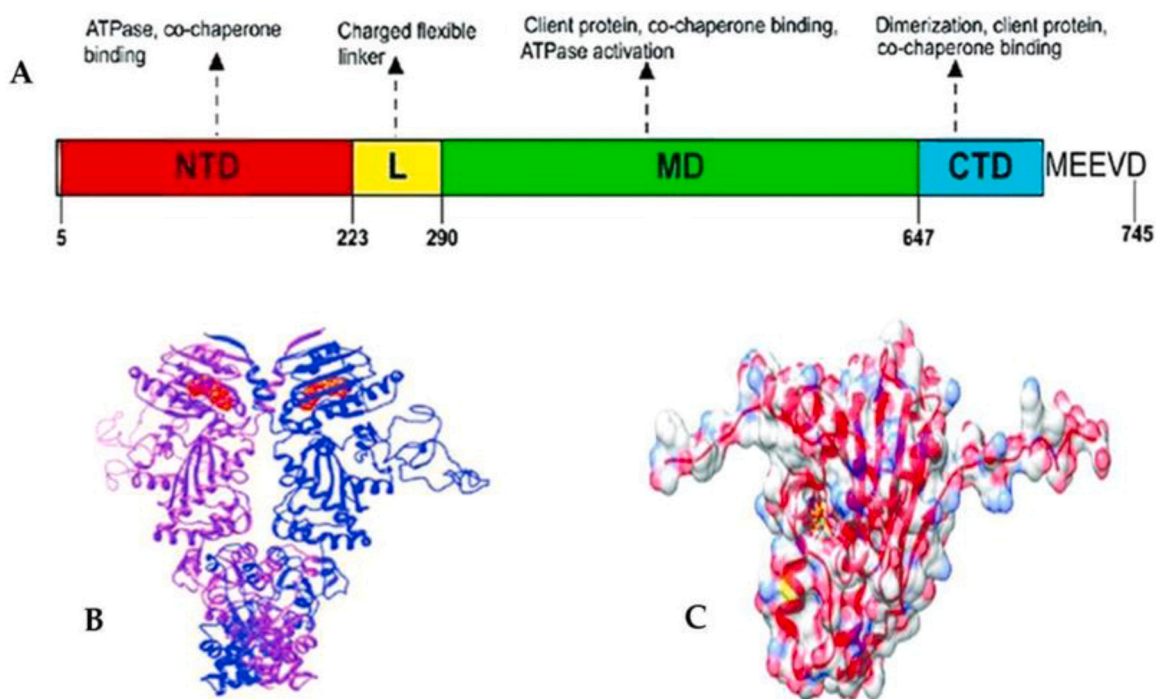 ATPase, co-chaperone
binding
Charged flexible
linker
Client protein, co-chaperone binding,
ATPase activation
Dimerization, client protein,
co-chaperone binding
A
NTD
L
MD
CTD
MEEVD
5
223
290
647
745
B
C